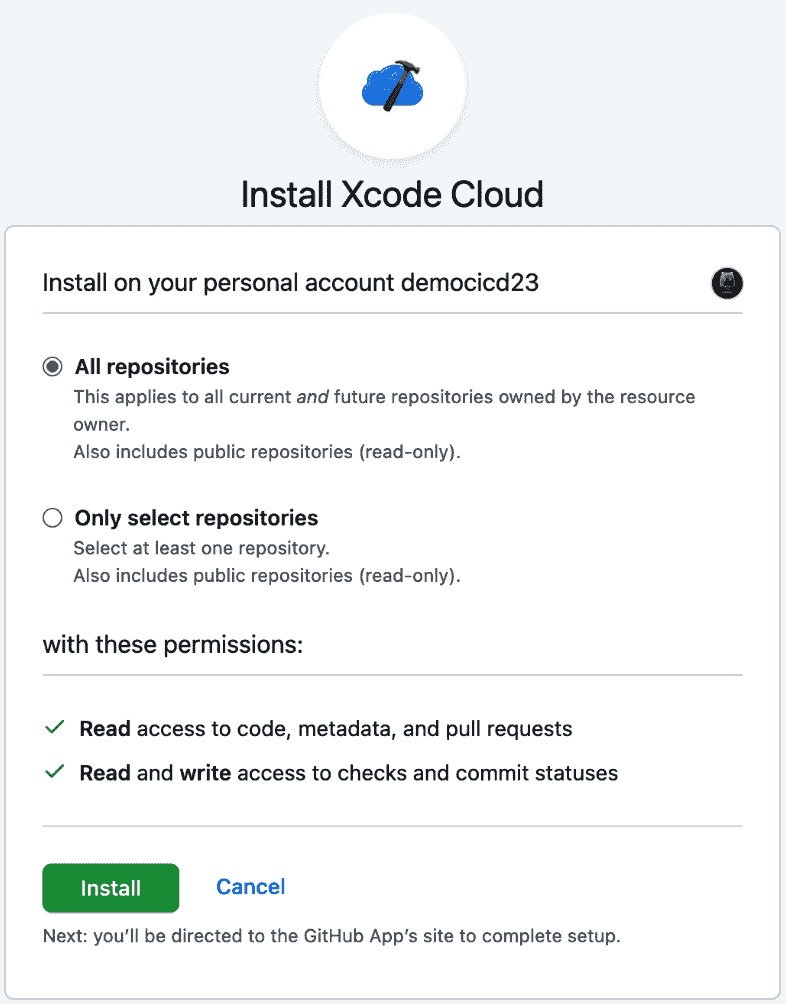 Install Xcode Cloud
Install on your personal account democicd23
All repositories
This applies to all current and future repositories owned by the resource
owner.
Also includes public repositories (read-only).
Only select repositories
Select at least one repository.
Also includes public repositories (read-only).
with these permissions:
Read access to code, metadata, and pull requests
Read and write access to checks and commit statuses
Install Cancel
Next: you’ll be directed to the GitHub App’s site to complete setup.